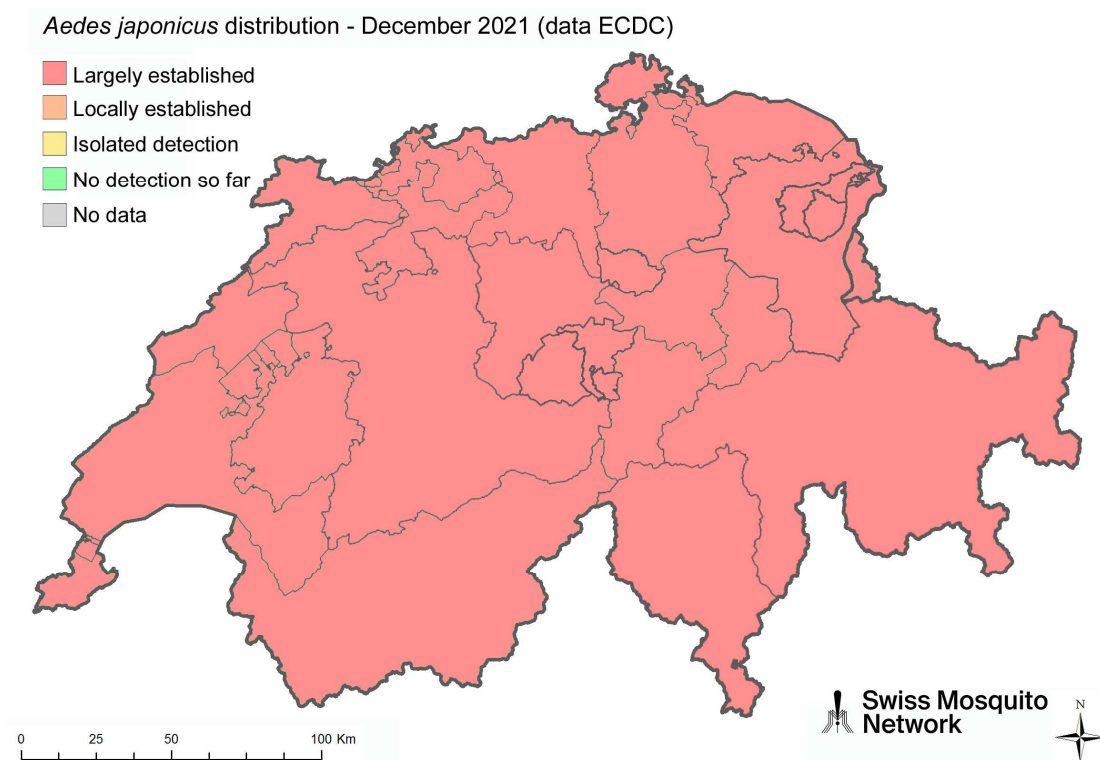 Aedes japonicus distribution - December 2021 (data ECDC)
Largely established
Locally established
Isolated detection
No detection so far
No data
Swiss Mosquito
Network
N
0 25 50 100 Km